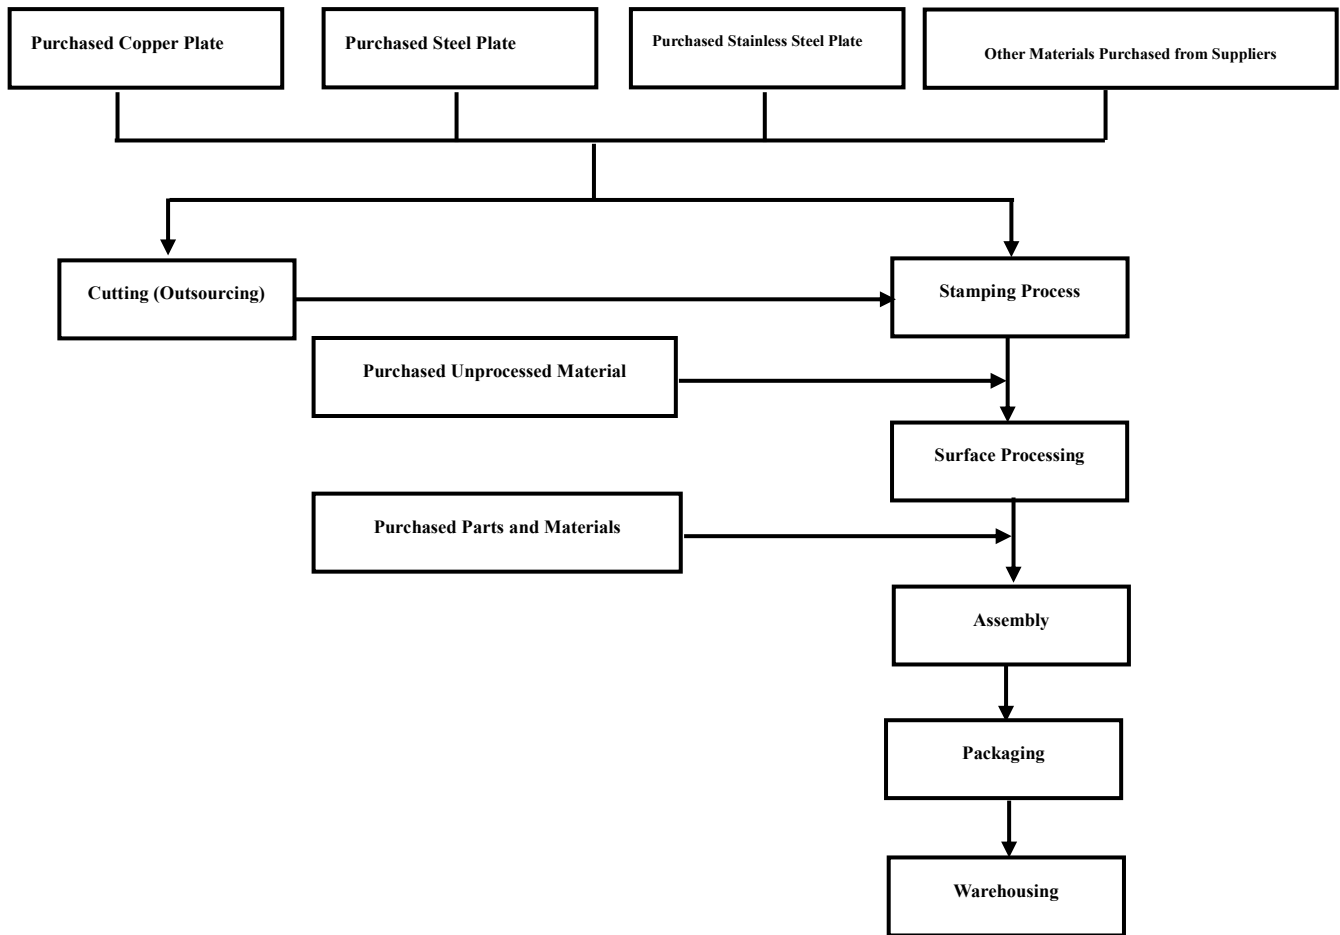 Purchased Copper Plate
Purchased Steel Plate
Purchased Stainless Steel Plate
Other Materials Purchased from Suppliers
Cutting (Outsourcing)
Stamping Process
Purchased Unprocessed Material
Surface Processing
Purchased Parts and Materials
Assembly
Packaging
Warehousing